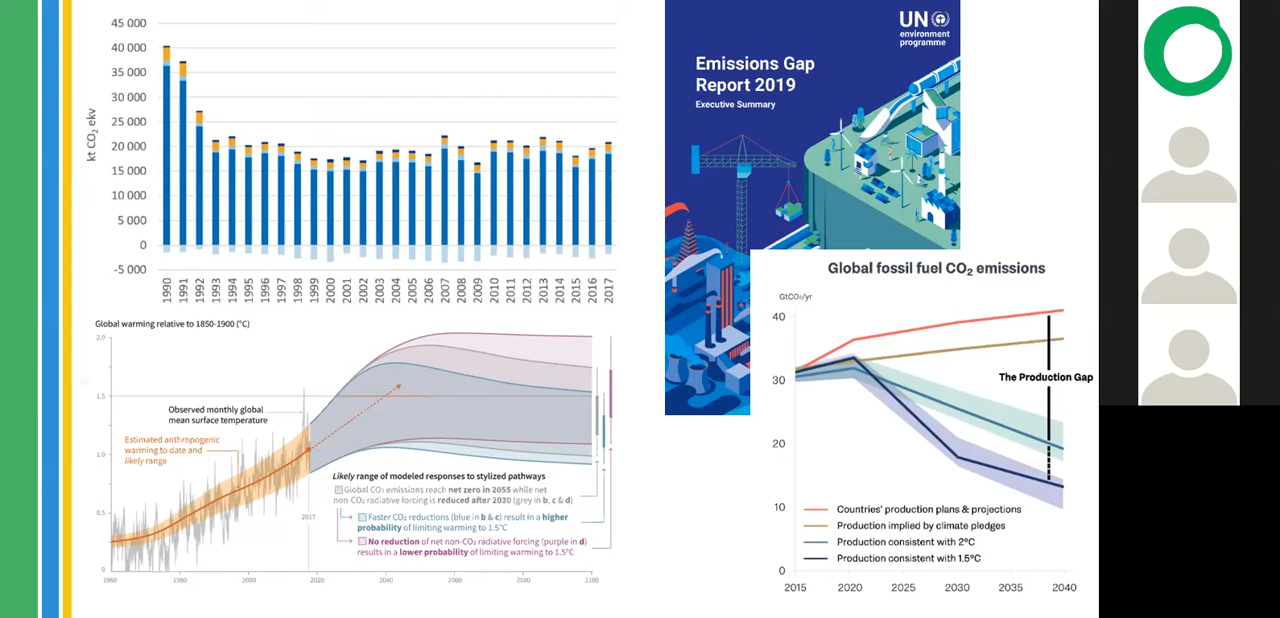 45 000
40 000
35 000
30 000
25 000
20 000
15 000
10 000
5 000
0
-5 000
kt CO₂ ekv
1990 1991 1992 1993 1994 1995 1996 1997 1998 1999 2000 2001 2002 2003 2004 2005 2006 2007 2008 2009 2010 2011 2012 2013 2014 2015 2016 2017
Global warming relative to 1850-1900 (°C)
2.0
1.5
1.0
0.5
0
Observed monthly global
mean surface temperature
Estimated anthropogenic
warming to date and
likely range
2017
Likely range of modeled responses to stylized pathways
Global CO₂ emissions reach net zero in 2055 while net
non CO₂ radiative forcing is reduced after 2030 (grey in b, c & d)
Faster CO₂ reductions (blue in b & c) result in a higher
probability of limiting warming to 1.5°C
No reduction of net non-CO₂ radiative forcing (purple in d)
results in a lower probability of limiting warming to 1.5°C
1960 1980 2000 2020 2040 2060 2080 2100
UN
environment
programme
Emissions Gap
Report 2019
Executive Summary
Global fossil fuel CO₂ emissions
GtCO₂/yr
40
30
20
10
0
The Production Gap
Countries' production plans & projections
Production implied by climate pledges
Production consistent with 2°C
Production consistent with 1.5°C
2015 2020 2025 2030 2035 2040